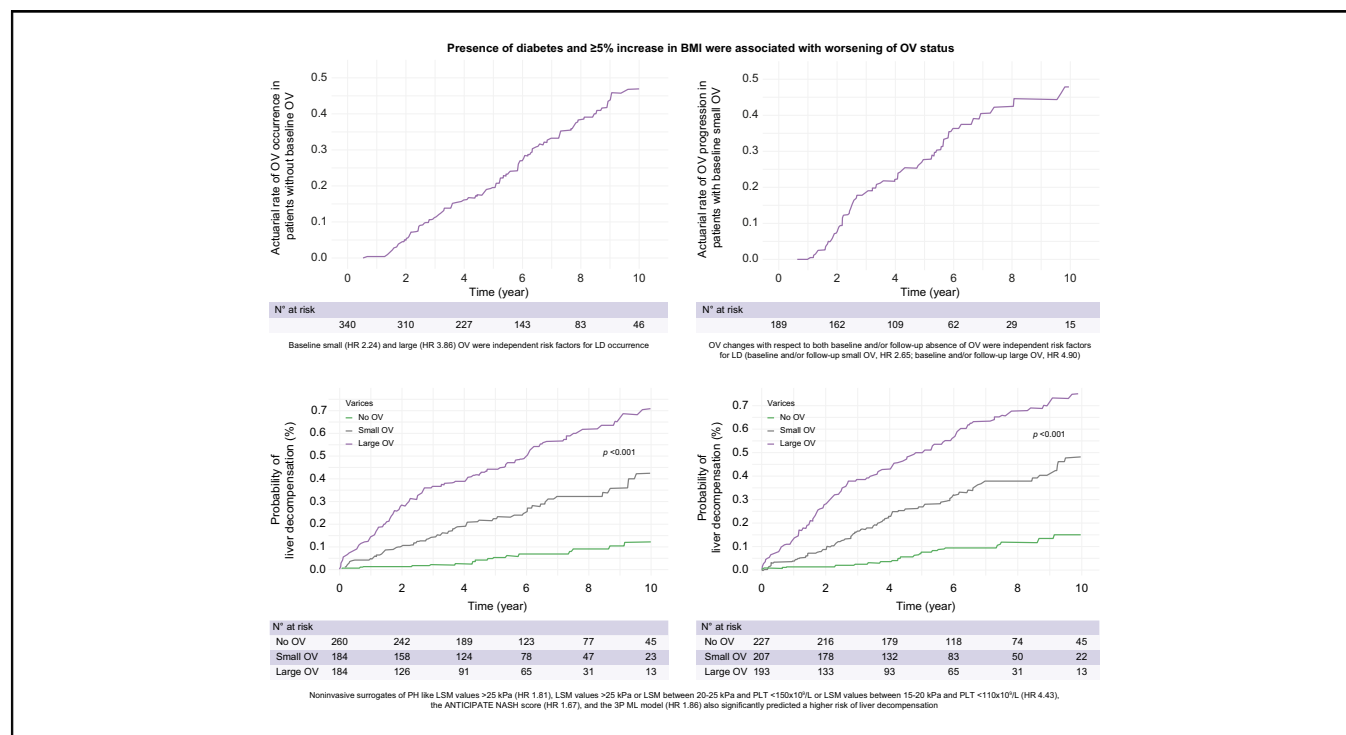 Presence of diabetes and ≥5% increase in BMI were associated with worsening of OV status
Actuarial rate of OV occurrence in
patients without baseline OV
0.5
0.4
0.3
0.2
0.1
0.0
0 2 4 6 8 10
Time (year)
N° at risk
340 310 227 143 83 46
Baseline small (HR 2.24) and large (HR 3.86) OV were independent risk factors for LD occurrence
Actuarial rate of OV progression in
patients with baseline small OV
0.5
0.4
0.3
0.2
0.1
0.0
0 2 4 6 8 10
Time (year)
N° at risk
189 162 109 62 29 15
OV changes with respect to both baseline and/or follow-up absence of OV were independent risk factors
for LD (baseline and/or follow-up small OV, HR 2.65; baseline and/or follow-up large OV, HR 4.90)
Probability of
liver decompensation (%)
0.7
0.6
0.5
0.4
0.3
0.2
0.1
0.0
Varices
No OV
Small OV
Large OV
p <0.001
0 2 4 6 8 10
Time (year)
N° at risk
No OV 260 242 189 123 77 45
Small OV 184 158 124 78 47 23
Large OV 184 126 91 65 31 13
Probability of
liver decompensation (%)
0.7
0.6
0.5
0.4
0.3
0.2
0.1
0.0
Varices
No OV
Small OV
Large OV
p <0.001
0 2 4 6 8 10
Time (year)
N° at risk
No OV 227 216 179 118 74 45
Small OV 207 178 132 83 50 22
Large OV 193 133 93 65 31 13
Noninvasive surrogates of PH like LSM values >25 kPa (HR 1.81), LSM values >25 kPa or LSM between 20-25 kPa and PLT <150x10⁹/L or LSM values between 15-20 kPa and PLT <110x10⁹/L (HR 4.43),
the ANTICIPATE NASH score (HR 1.67), and the 3P ML model (HR 1.86) also significantly predicted a higher risk of liver decompensation